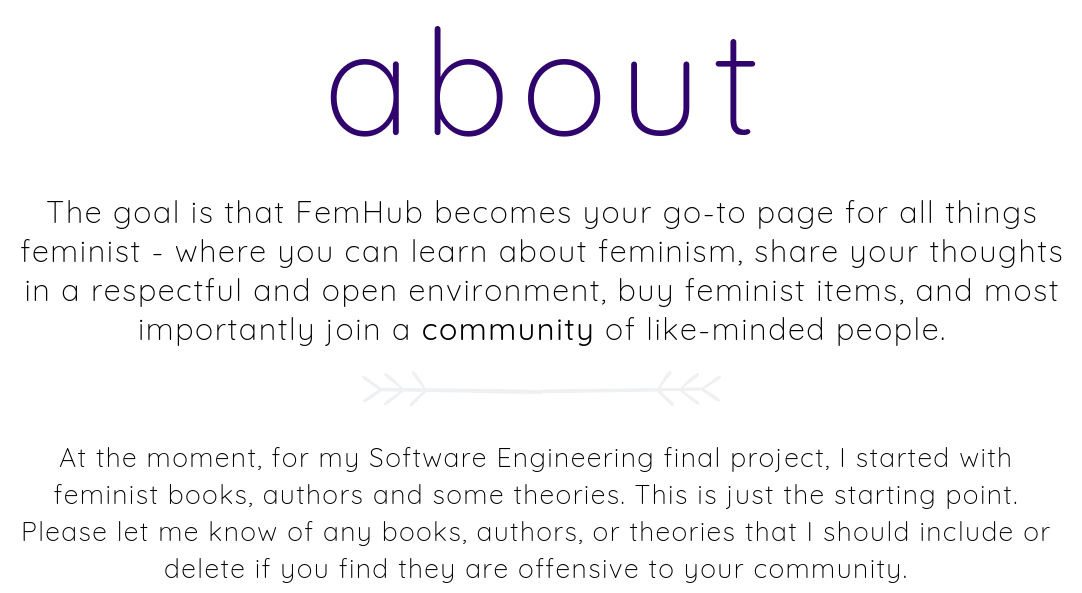 about
The goal is that FemHub becomes your go-to page for all things
feminist - where you can learn about feminism, share your thoughts
in a respectful and open environment, buy feminist items, and most
importantly join a community of like-minded people.
At the moment, for my Software Engineering final project, I started with
feminist books, authors and some theories. This is just the starting point.
Please let me know of any books, authors, or theories that I should include or
delete if you find they are offensive to your community.